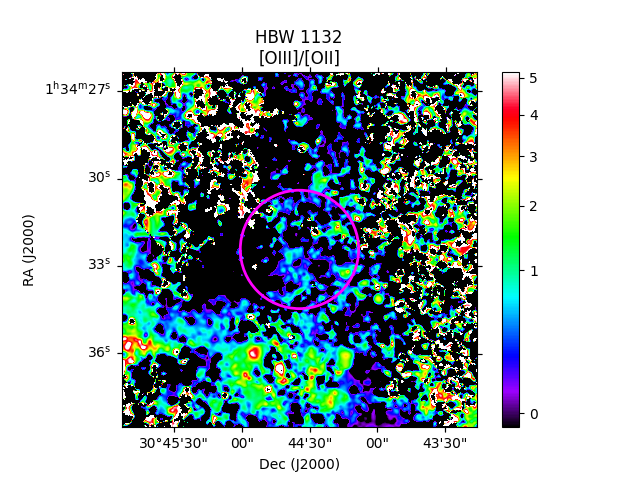 HBW 1132
[OIII]/[OII]
1ʰ34ᵐ27ˢ
30ˢ
33ˢ
36ˢ
RA (J2000)
30°45'30" 00" 44'30" 00" 43'30"
Dec (J2000)
5
4
3
2
1
0